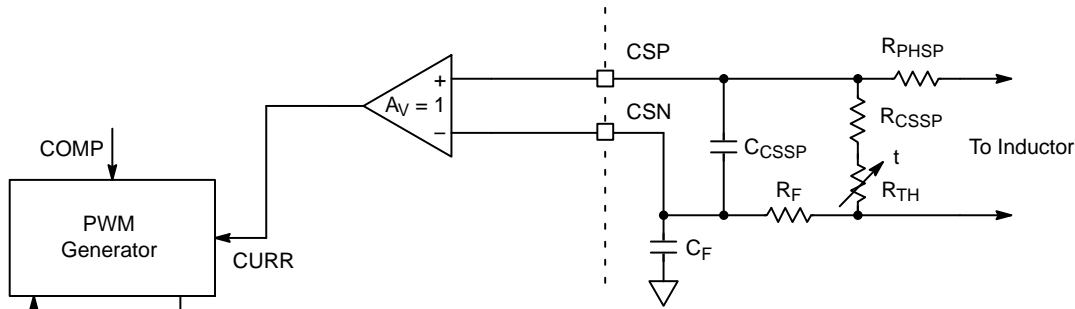 CSP
R_PHSP
+
A_V = 1
CSN
−
R_CSSP
COMP
C_CSSP
t
To Inductor
R_F
R_TH
PWM
Generator
C_F
CURR